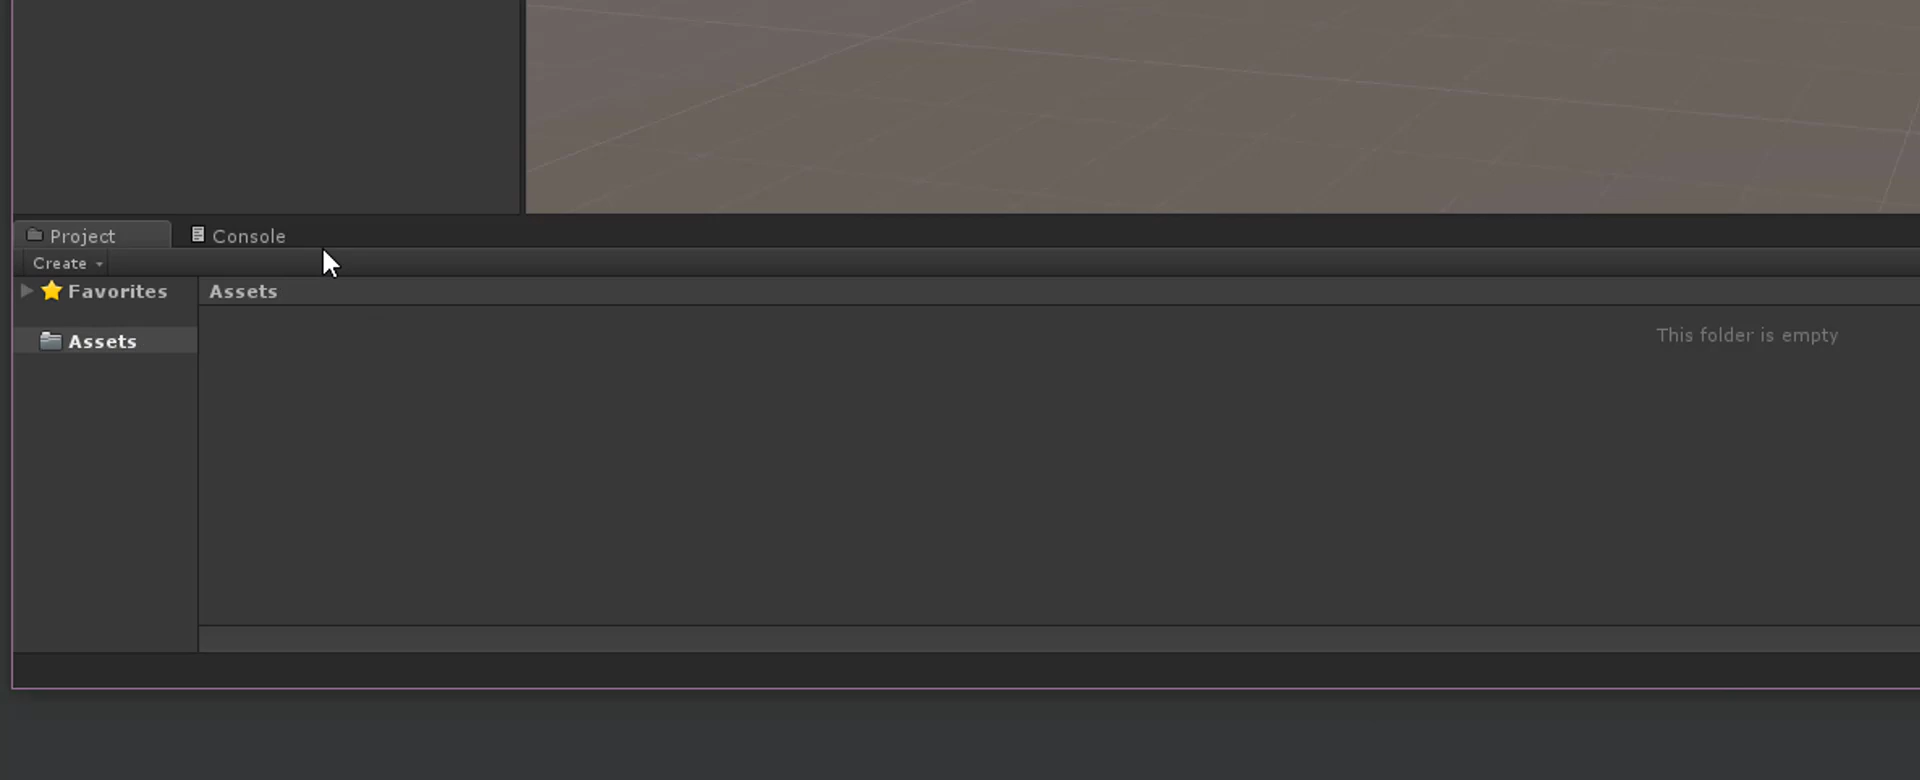 Project Console
Create
Favorites Assets
This folder is empty
Assets